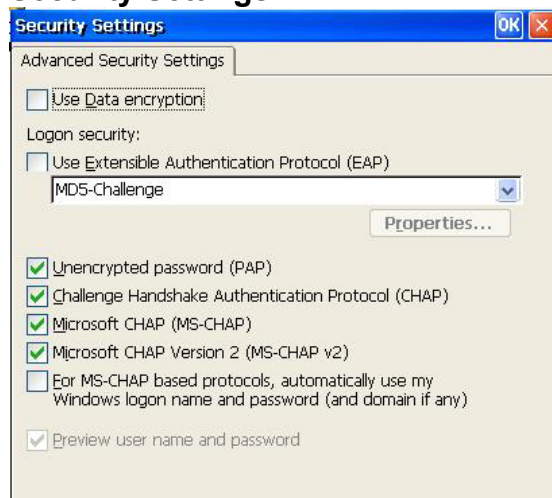 Security Settings
OK
Advanced Security Settings
Use Data encryption
Logon security:
Use Extensible Authentication Protocol (EAP)
MD5-Challenge
Properties...
Unencrypted password (PAP)
Challenge Handshake Authentication Protocol (CHAP)
Microsoft CHAP (MS-CHAP)
Microsoft CHAP Version 2 (MS-CHAP v2)
For MS-CHAP based protocols, automatically use my
Windows logon name and password (and domain if any)
Preview user name and password